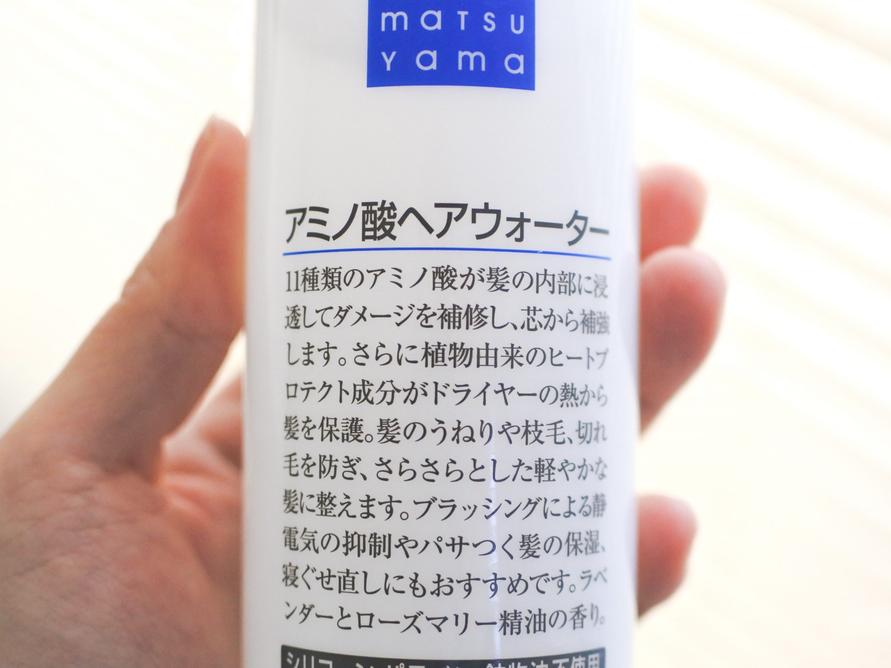 matsu
yama
アミノ酸ヘアウォーター
11種類のアミノ酸が髪の内部に浸
透してダメージを補修し、芯から補強
します。さらに植物由来のヒートプ
ロテクト成分がドライヤーの熱から
髪を保護。髪のうねりや枝毛、切れ
毛を防ぎ、さらさらとした軽やかな
髪に整えます。ブラッシングによる静
電気の抑制やパサつく髪の保湿、
寝ぐせ直しにもおすすめです。ラベ
ンダーとローズマリー精油の香り。